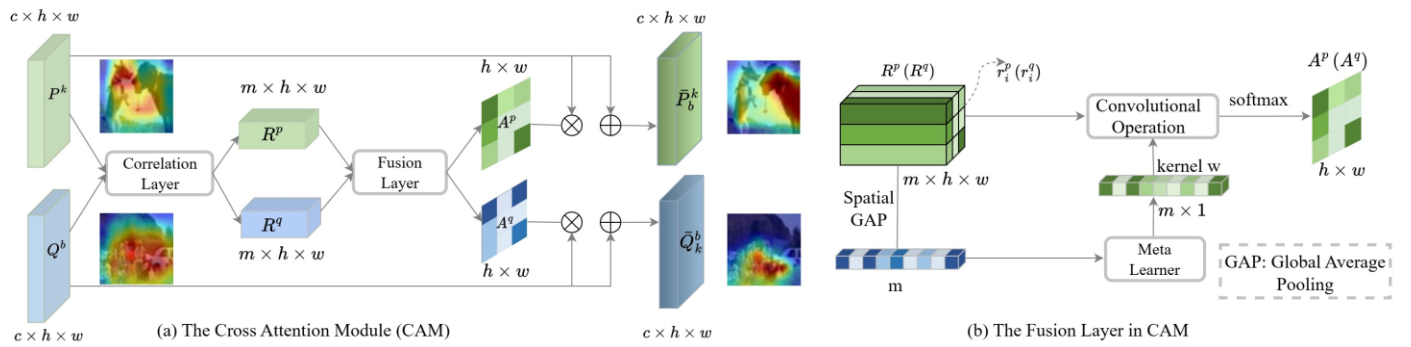 c × h × w
P^k
Q^b
c × h × w
Correlation
Layer
m × h × w
R^p
R^q
m × h × w
Fusion
Layer
h × w
A^p
A^q
h × w
c × h × w
P̄_b^k
Q̄_k^b
c × h × w
(a) The Cross Attention Module (CAM)
R^p (R^q)
r_i^p (r_i^q)
m × h × w
Spatial
GAP
m
Convolutional
Operation
softmax
A^p (A^q)
h × w
kernel w
m × 1
Meta
Learner
GAP: Global Average
Pooling
(b) The Fusion Layer in CAM